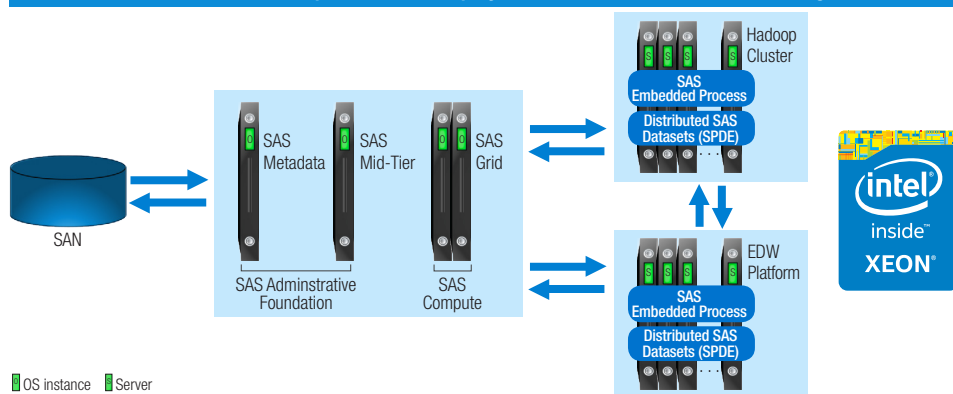 Hadoop
Cluster
S S S S
SAS
Embedded Process
Distributed SAS
Datasets (SPDE)
SAS
Metadata
SAS
Mid-Tier
SAS
Grid
O O O O
SAN
SAS Adminstrative
Foundation
SAS
Compute
EDW
Platform
S S S S
SAS
Embedded Process
Distributed SAS
Datasets (SPDE)
intel
inside™
XEON®
O OS instance S Server